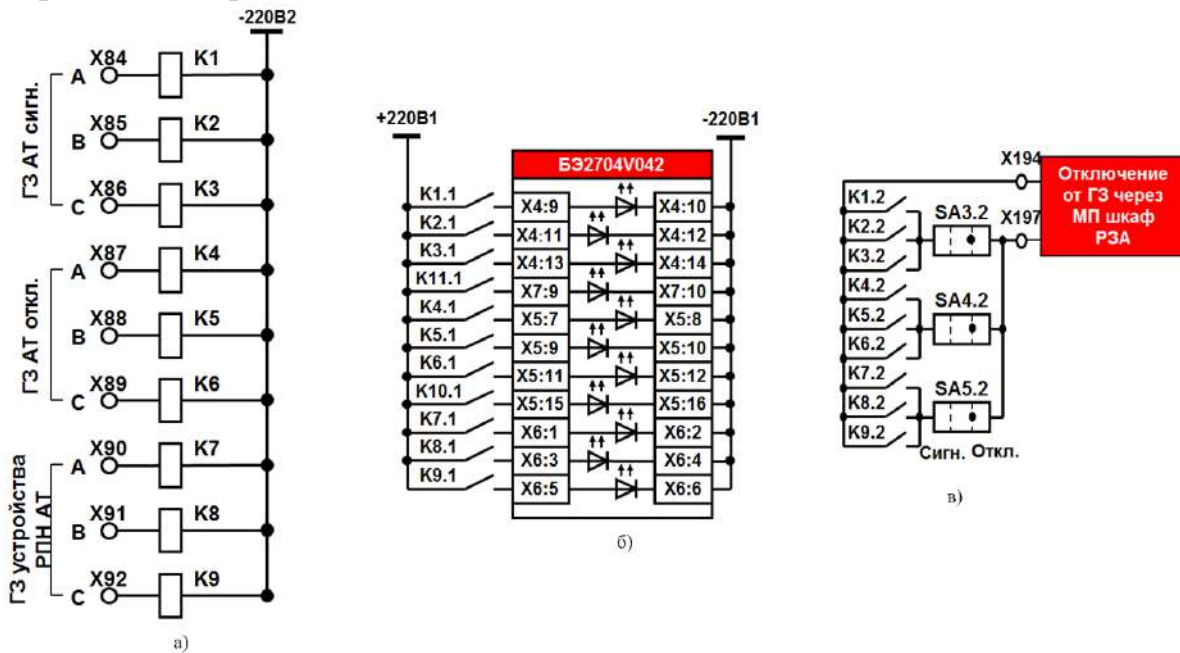 -220В2
X84 K1
A
X85 K2
B
X86 K3
C
ГЗ АТ сигн.
X87 K4
A
X88 K5
B
X89 K6
C
ГЗ АТ откл.
X90 K7
A
X91 K8
B
X92 K9
C
ГЗ устройства
РПН АТ
а)
+220В1 -220В1
БЭ2704V042
K1.1 X4:9 X4:10
K2.1 X4:11 X4:12
K3.1 X4:13 X4:14
K11.1 X7:9 X7:10
K4.1 X5:7 X5:8
K5.1 X5:9 X5:10
K6.1 X5:11 X5:12
K10.1 X5:15 X5:16
K7.1 X6:1 X6:2
K8.1 X6:3 X6:4
K9.1 X6:5 X6:6
б)
X194
X197
Отключение
от ГЗ через
МП шкаф
РЗА
K1.2
K2.2 SA3.2
K3.2
K4.2
K5.2 SA4.2
K6.2
K7.2
K8.2 SA5.2
K9.2
Сигн. Откл.
в)